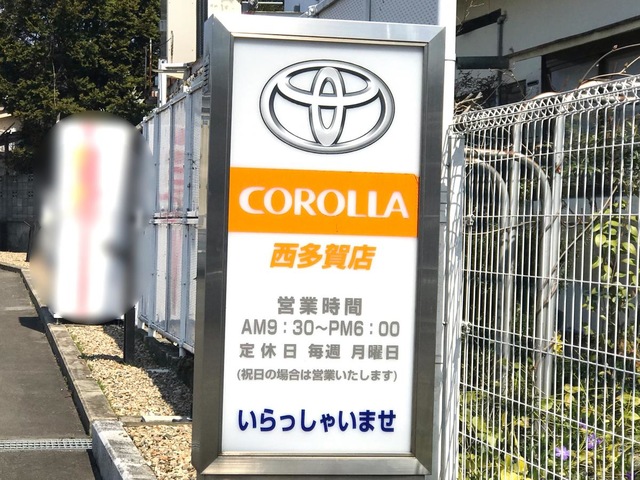 COROLLA
西多賀店
営業時間
AM9：30〜PM6：00
定休日 毎週 月曜日
(祝日の場合は営業いたします)
いらっしゃいませ